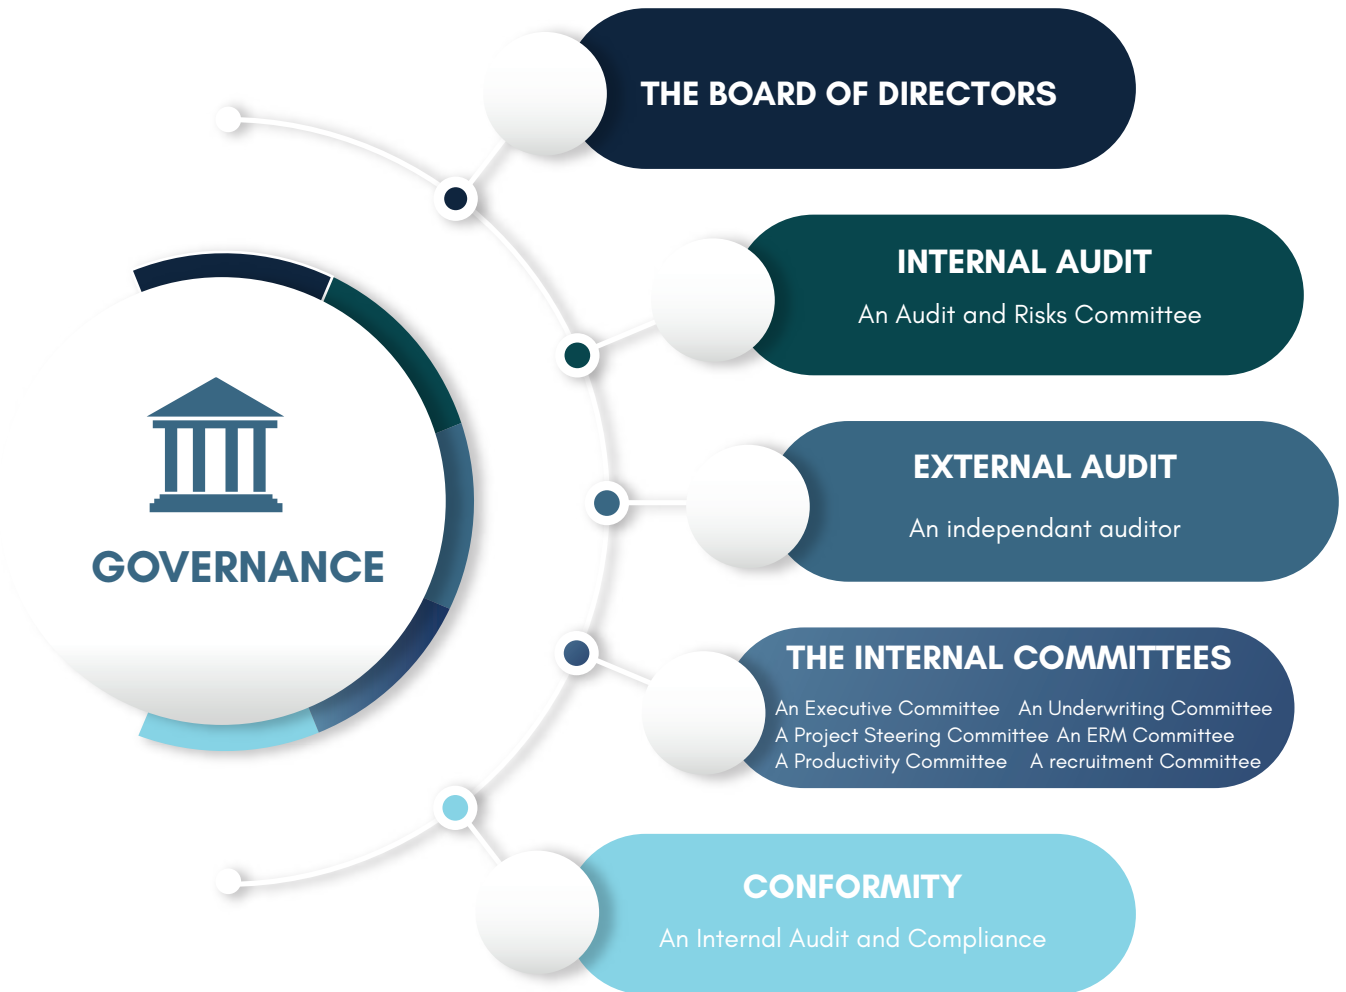 GOVERNANCE
THE BOARD OF DIRECTORS
INTERNAL AUDIT
An Audit and Risks Committee
EXTERNAL AUDIT
An independant auditor
THE INTERNAL COMMITTEES
An Executive Committee An Underwriting Committee
A Project Steering Committee An ERM Committee
A Productivity Committee A recruitment Committee
CONFORMITY
An Internal Audit and Compliance